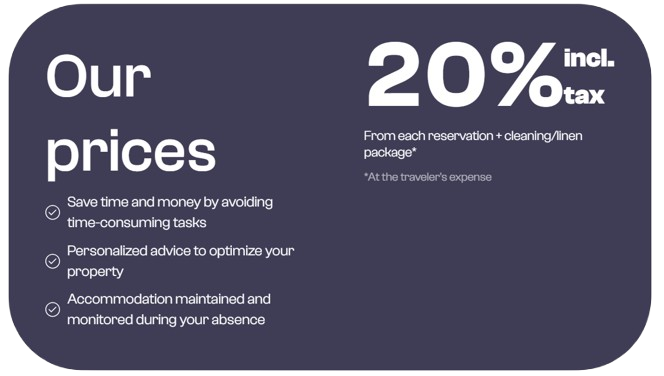 Our
prices
Save time and money by avoiding
time-consuming tasks
Personalized advice to optimize your
property
Accommodation maintained and
monitored during your absence
20% incl.
tax
From each reservation + cleaning/linen
package*
*At the traveler's expense